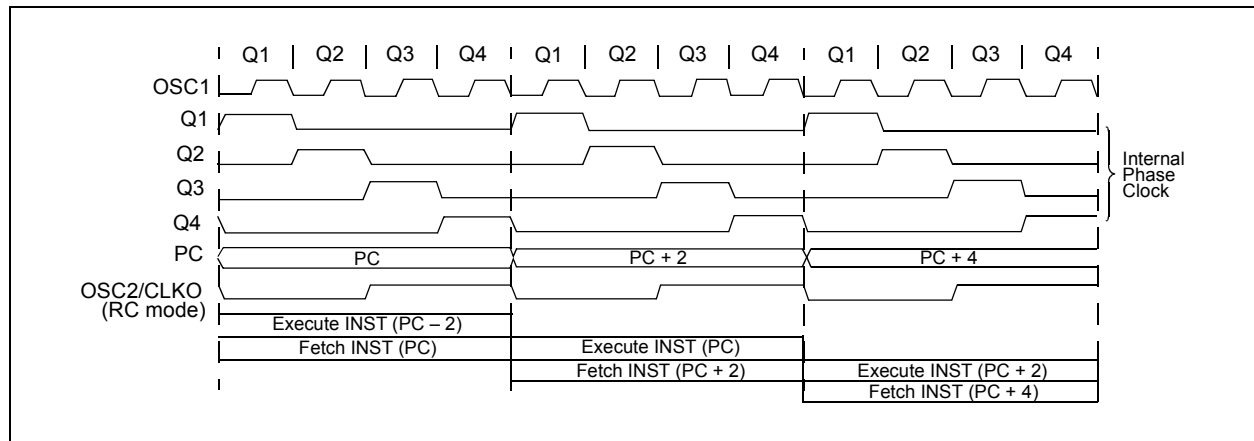 Q1 Q2 Q3 Q4 Q1 Q2 Q3 Q4 Q1 Q2 Q3 Q4
OSC1
Q1
Q2
Q3
Q4
Internal
Phase
Clock
PC PC PC + 2 PC + 4
OSC2/CLKO
(RC mode)
Execute INST (PC – 2)
Fetch INST (PC) Execute INST (PC)
Fetch INST (PC + 2) Execute INST (PC + 2)
Fetch INST (PC + 4)